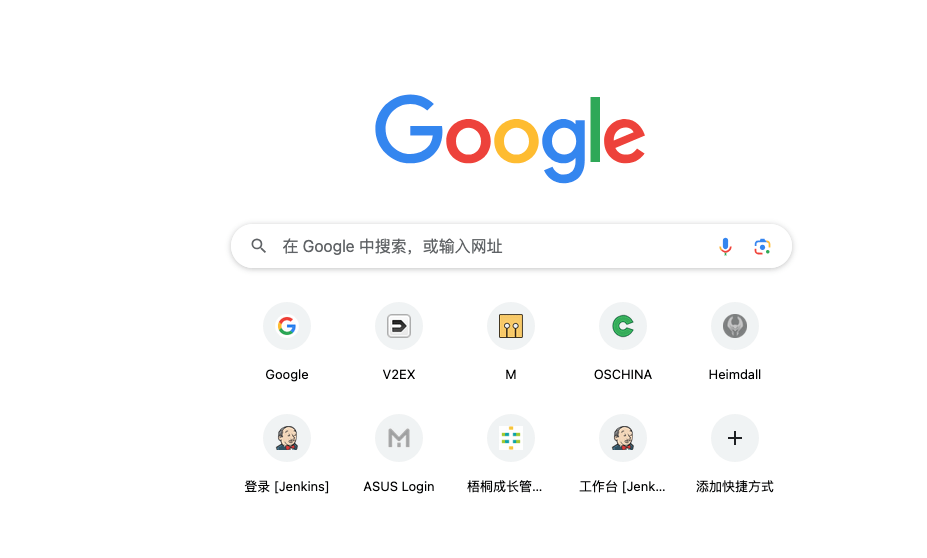 Google
在 Google 中搜索，或输入网址
Google
V2EX
M
OSCHINA
Heimdall
登录 [Jenkins]
ASUS Login
梧桐成长管...
工作台 [Jenk...
添加快捷方式